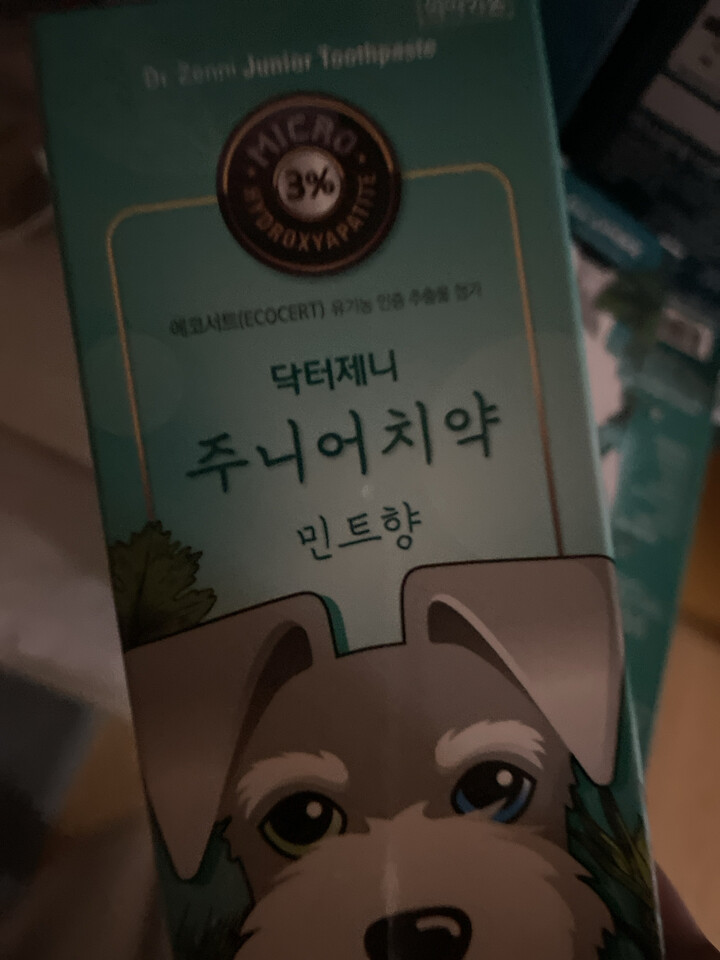 Dr. Zenni Junior Toothpaste
MICRO
3%
HYDROXYAPATITE
에코서트(ECOCERT) 유기농 인증 추출물 첨가
닥터제니
주니어치약
민트향